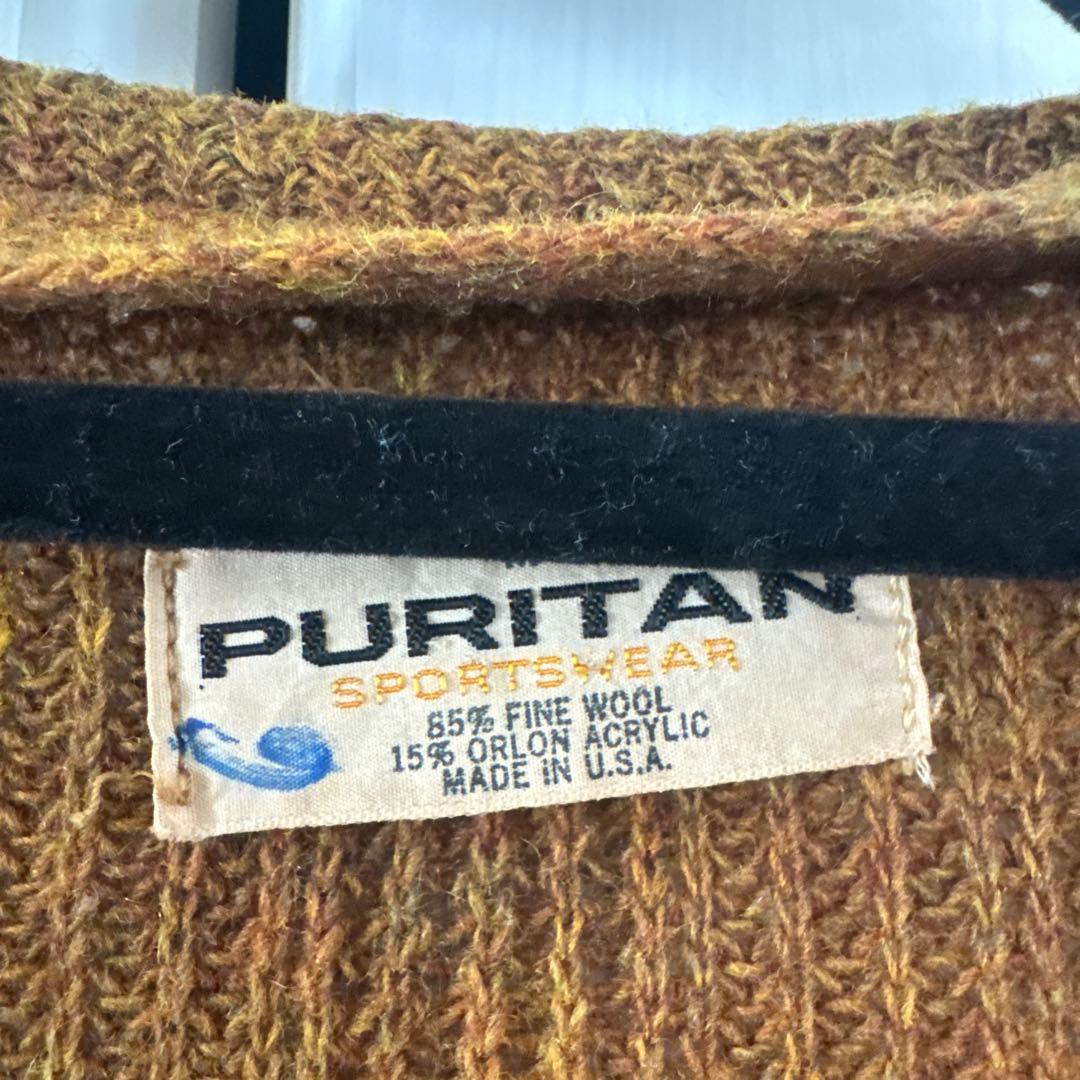 PURITAN
SPORTSWEAR
85% FINE WOOL
15% ORLON ACRYLIC
MADE IN U.S.A.